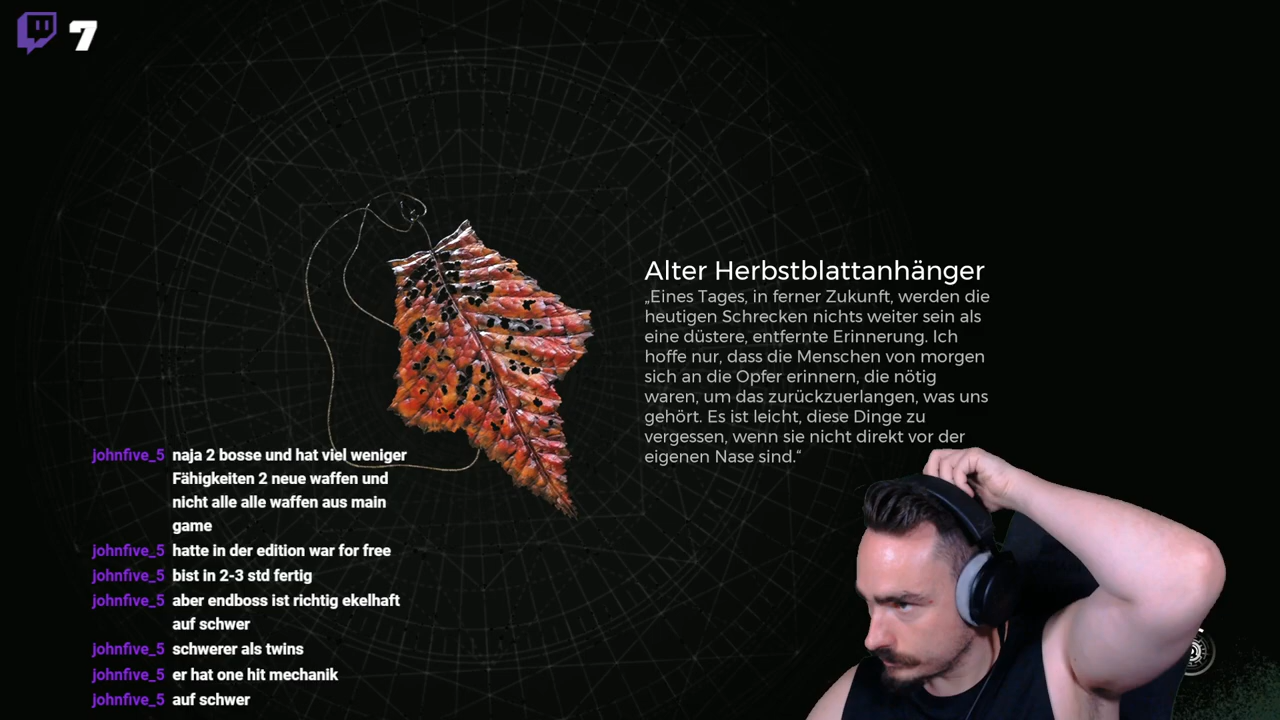 7
Alter Herbstblattanhänger
„Eines Tages, in ferner Zukunft, werden die
heutigen Schrecken nichts weiter sein als
eine düstere, entfernte Erinnerung. Ich
hoffe nur, dass die Menschen von morgen
sich an die Opfer erinnern, die nötig
waren, um das zurückzuerlangen, was uns
gehört. Es ist leicht, diese Dinge zu
vergessen, wenn sie nicht direkt vor der
eigenen Nase sind.“
johnfive_5 naja 2 bosse und hat viel weniger
Fähigkeiten 2 neue waffen und
nicht alle alle waffen aus main
game
johnfive_5 hatte in der edition war for free
johnfive_5 bist in 2-3 std fertig
johnfive_5 aber endboss ist richtig ekelhaft
auf schwer
johnfive_5 schwerer als twins
johnfive_5 er hat one hit mechanik
johnfive_5 auf schwer